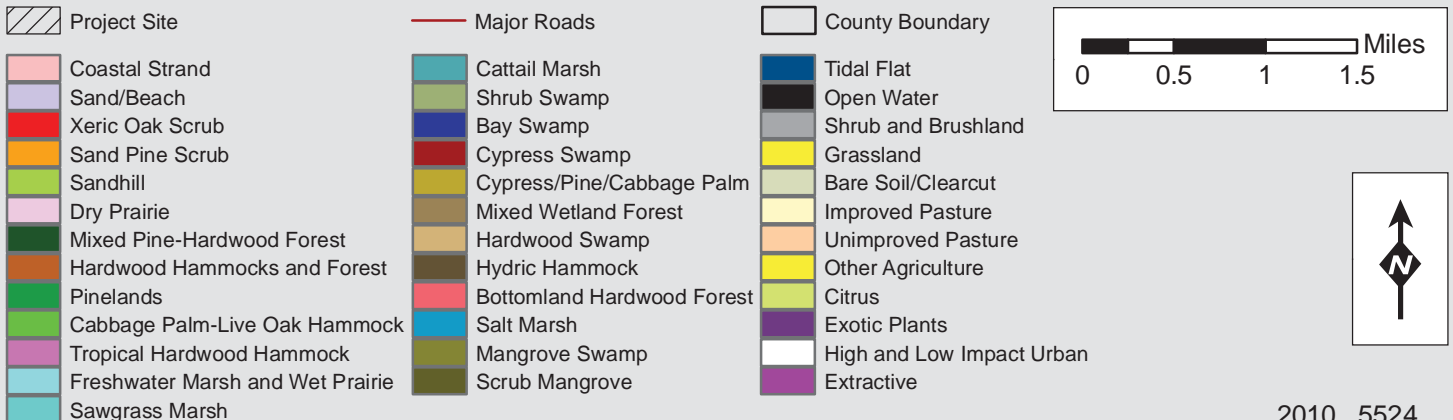 Project Site
Major Roads
County Boundary
Coastal Strand
Sand/Beach
Xeric Oak Scrub
Sand Pine Scrub
Sandhill
Dry Prairie
Mixed Pine-Hardwood Forest
Hardwood Hammocks and Forest
Pinelands
Cabbage Palm-Live Oak Hammock
Tropical Hardwood Hammock
Freshwater Marsh and Wet Prairie
Sawgrass Marsh
Cattail Marsh
Shrub Swamp
Bay Swamp
Cypress Swamp
Cypress/Pine/Cabbage Palm
Mixed Wetland Forest
Hardwood Swamp
Hydric Hammock
Bottomland Hardwood Forest
Salt Marsh
Mangrove Swamp
Scrub Mangrove
Tidal Flat
Open Water
Shrub and Brushland
Grassland
Bare Soil/Clearcut
Improved Pasture
Unimproved Pasture
Other Agriculture
Citrus
Exotic Plants
High and Low Impact Urban
Extractive
Miles
0 0.5 1 1.5
N
2010 5524